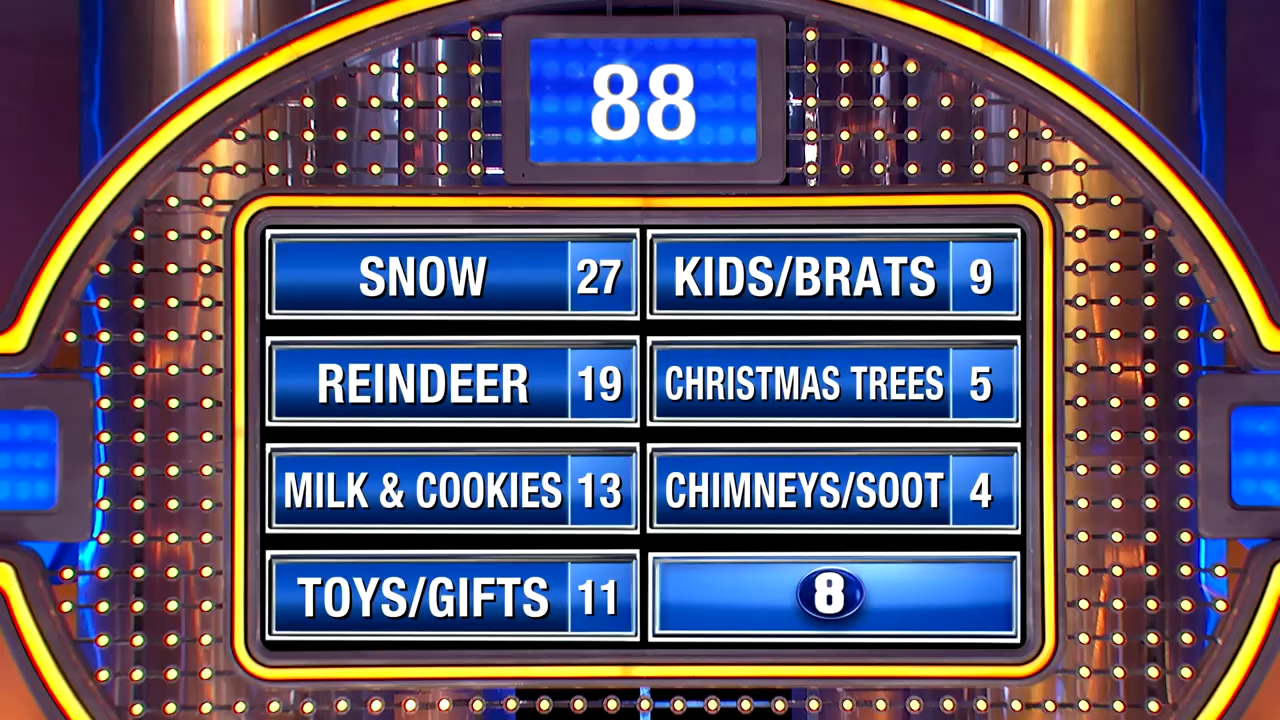 88
SNOW 27
REINDEER 19
MILK & COOKIES 13
TOYS/GIFTS 11
KIDS/BRATS 9
CHRISTMAS TREES 5
CHIMNEYS/SOOT 4
8